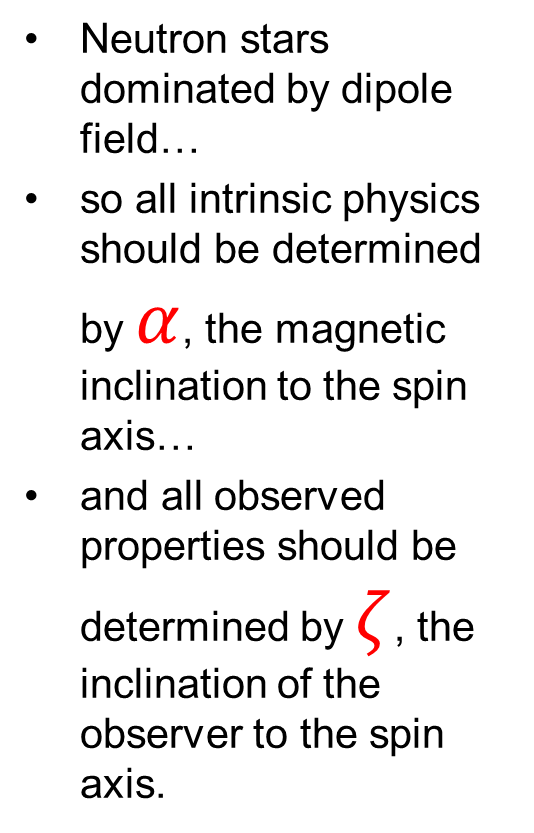 • Neutron stars
dominated by dipole
field…
• so all intrinsic physics
should be determined
by α, the magnetic
inclination to the spin
axis…
• and all observed
properties should be
determined by ζ, the
inclination of the
observer to the spin
axis.